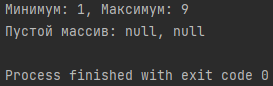 Минимум: 1, Максимум: 9
Пустой массив: null, null
Process finished with exit code 0